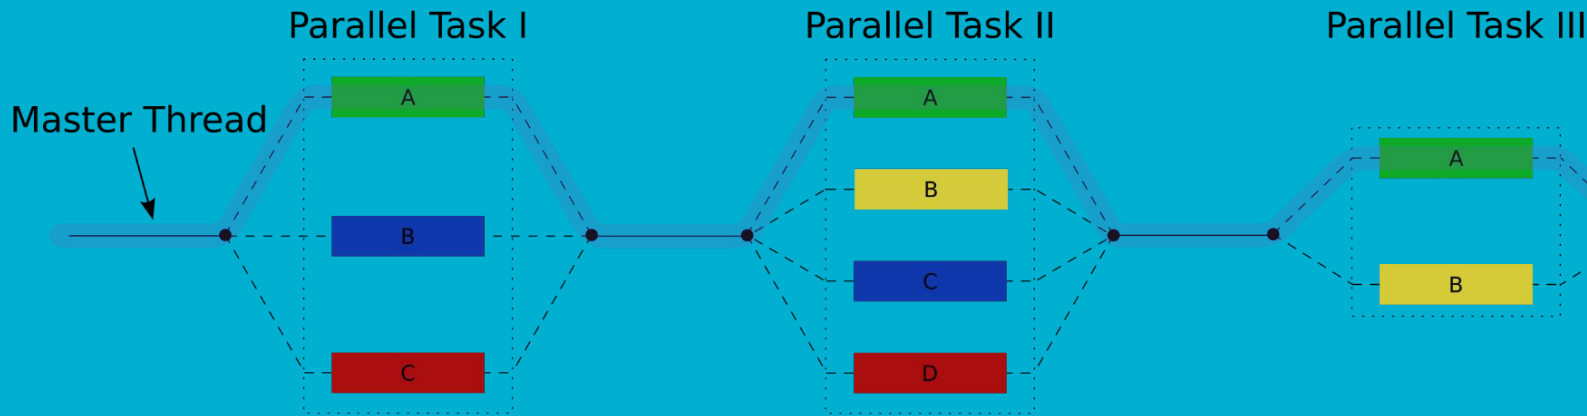 Parallel Task I
Parallel Task II
Parallel Task III
Master Thread
A
B
C
A
B
C
D
A
B